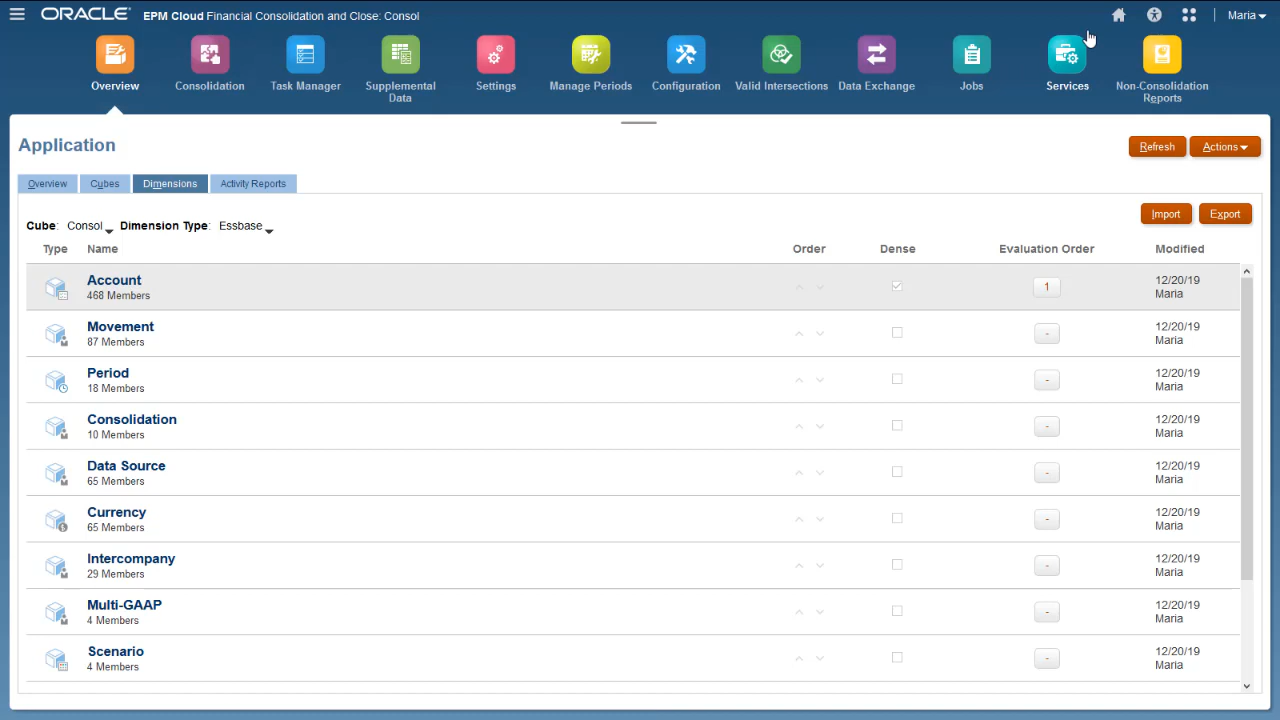 ORACLE EPM Cloud Financial Consolidation and Close: Consol
Maria
Overview
Consolidation
Task Manager
Supplemental
Data
Settings
Manage Periods
Configuration
Valid Intersections
Data Exchange
Jobs
Services
Non-Consolidation
Reports
Application
Refresh
Actions
Overview
Cubes
Dimensions
Activity Reports
Import
Export
Cube: Consol Dimension Type: Essbase
Type Name Order Dense Evaluation Order Modified
Account
468 Members
1
12/20/19
Maria
Movement
87 Members
-
12/20/19
Maria
Period
18 Members
-
12/20/19
Maria
Consolidation
10 Members
-
12/20/19
Maria
Data Source
65 Members
-
12/20/19
Maria
Currency
65 Members
-
12/20/19
Maria
Intercompany
29 Members
-
12/20/19
Maria
Multi-GAAP
4 Members
-
12/20/19
Maria
Scenario
4 Members
-
12/20/19
Maria